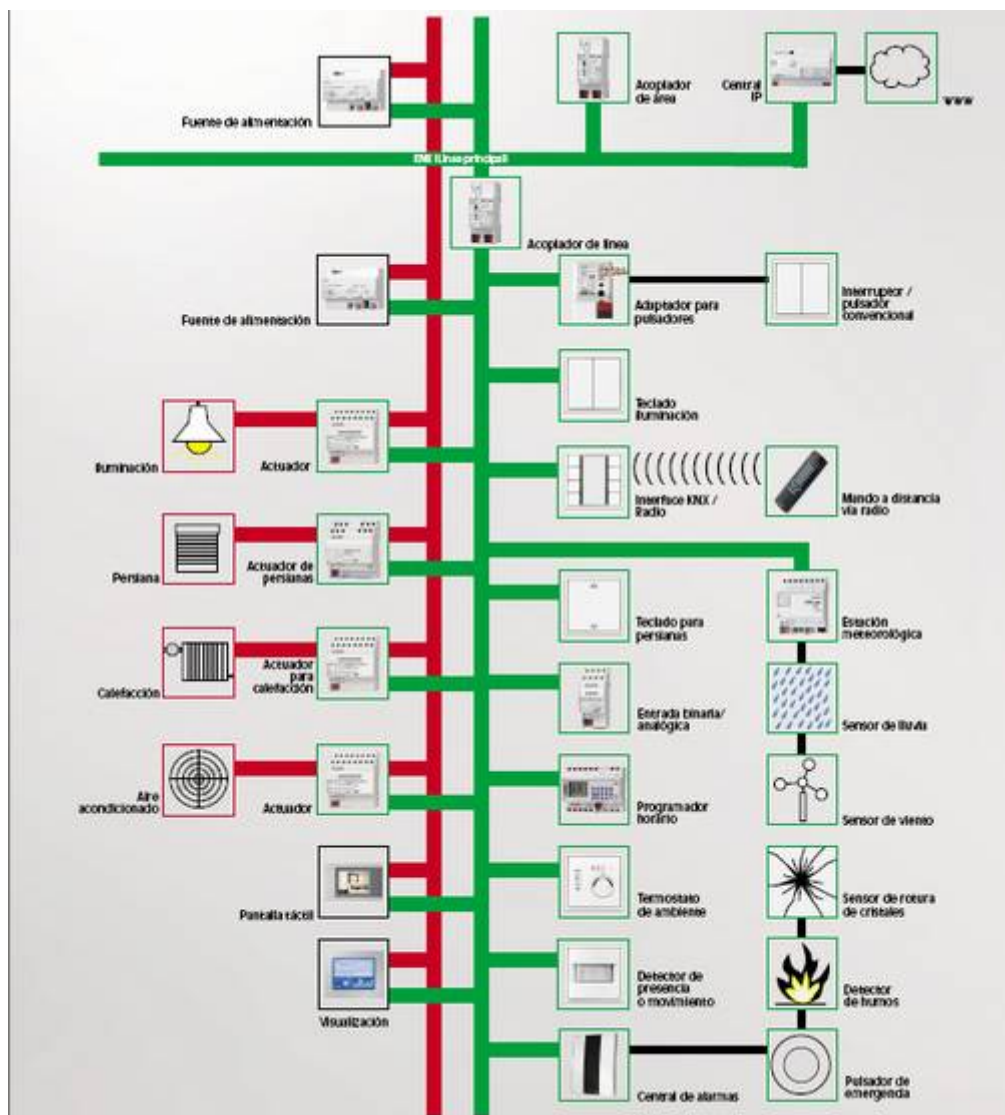 Fuente de alimentación
Acoplador
de área
Central
IP
www
(Línea principal)
Acoplador de línea
Fuente de alimentación
Adaptador para
pulsadores
Interruptor /
pulsador
convencional
Teclado
iluminación
Iluminación
Actuador
Interface KNX /
Radio
Mando a distancia
vía radio
Persiana
Actuador de
persianas
Teclado para
persianas
Estación
meteorológica
Calefacción
Actuador
para
calefacción
Entrada binaria/
analógica
Sensor de lluvia
Aire
acondicionado
Actuador
Programador
horario
Sensor de viento
Pantalla táctil
Termostato
de ambiente
Sensor de rotura
de cristales
Visualización
Detector de
presencia
o movimiento
Detector
de humos
Central de alarmas
Pulsador de
emergencia